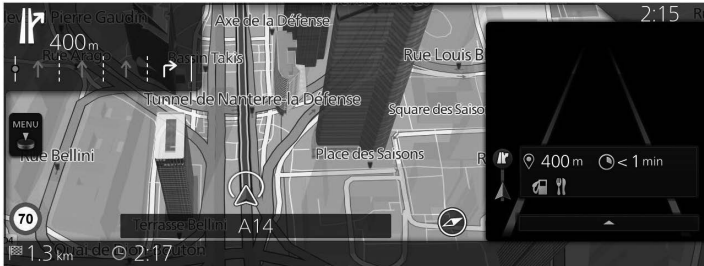 Pierre Gaudin
Axe de la Défense
2:15
400 m
Rue Arago
Bassin Takis
Rue Louis B
Tunnel de Nanterre-la Défense
Square des Saiso
MENU
Rue Bellini
Place des Saisons
400 m
< 1 min
70
Terrasse Bellini
A14
1.3 km
2:17